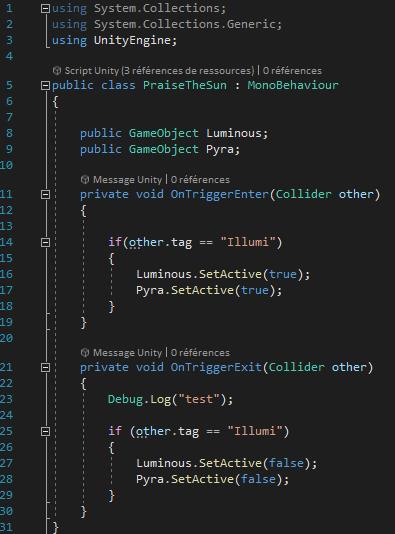 1 using System.Collections;
2 using System.Collections.Generic;
3 using UnityEngine;
4
Script Unity (3 références de ressources) | 0 références
5 public class PraiseTheSun : MonoBehaviour
6 {
7
8 public GameObject Luminous;
9 public GameObject Pyra;
10
Message Unity | 0 références
11 private void OnTriggerEnter(Collider other)
12 {
13
14 if(other.tag == "Illumi")
15 {
16 Luminous.SetActive(true);
17 Pyra.SetActive(true);
18 }
19 }
20
Message Unity | 0 références
21 private void OnTriggerExit(Collider other)
22 {
23 Debug.Log("test");
24
25 if (other.tag == "Illumi")
26 {
27 Luminous.SetActive(false);
28 Pyra.SetActive(false);
29 }
30 }
31 }